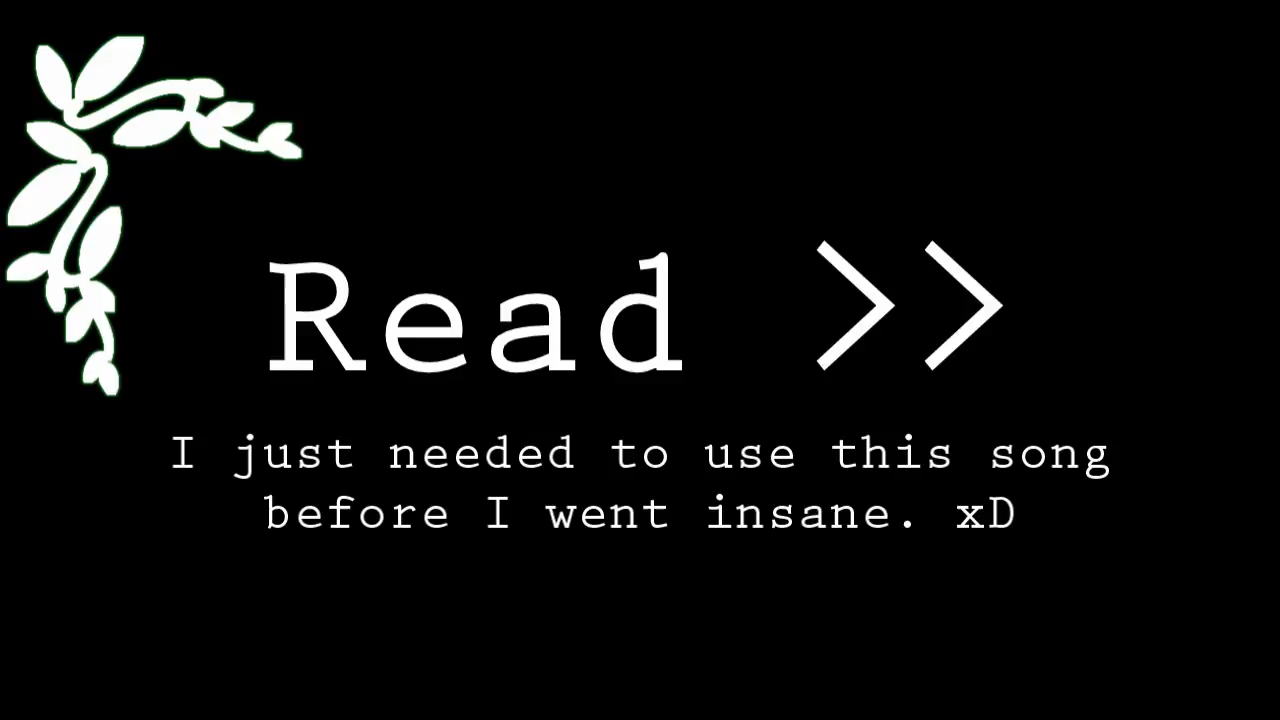 Read >>
I just needed to use this song
before I went insane. xD